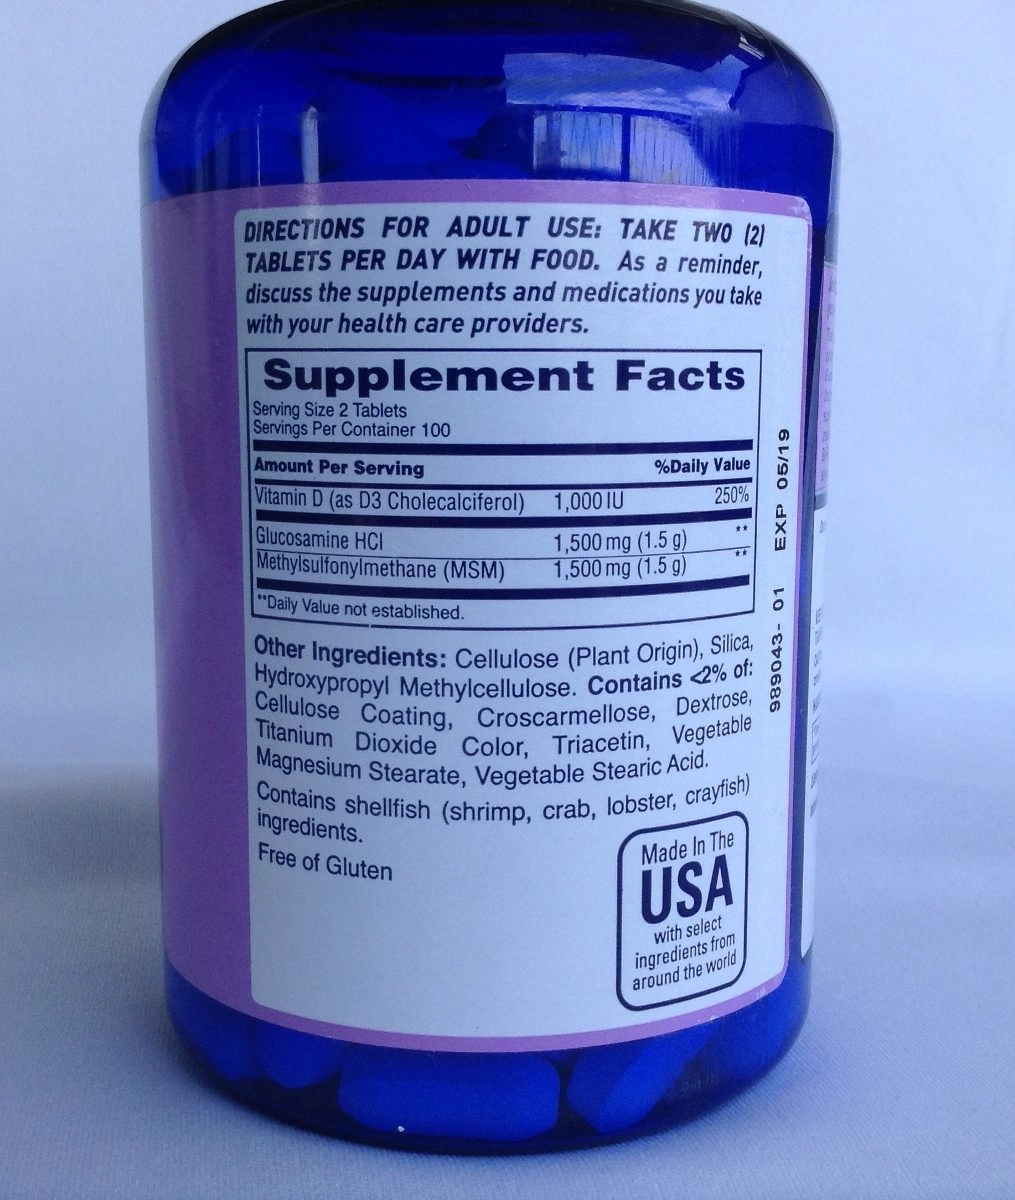 DIRECTIONS FOR ADULT USE: TAKE TWO (2)
TABLETS PER DAY WITH FOOD. As a reminder,
discuss the supplements and medications you take
with your health care providers.
Supplement Facts
Serving Size 2 Tablets
Servings Per Container 100
Amount Per Serving %Daily Value
Vitamin D (as D3 Cholecalciferol) 1,000 IU 250%
Glucosamine HCl 1,500 mg (1.5 g) **
Methylsulfonylmethane (MSM) 1,500 mg (1.5 g) **
**Daily Value not established.
Other Ingredients: Cellulose (Plant Origin), Silica,
Hydroxypropyl Methylcellulose. Contains <2% of:
Cellulose Coating, Croscarmellose, Dextrose,
Titanium Dioxide Color, Triacetin, Vegetable
Magnesium Stearate, Vegetable Stearic Acid.
Contains shellfish (shrimp, crab, lobster, crayfish)
ingredients.
Free of Gluten
Made In The
USA
with select
ingredients from
around the world
989043- 01 EXP 05/19